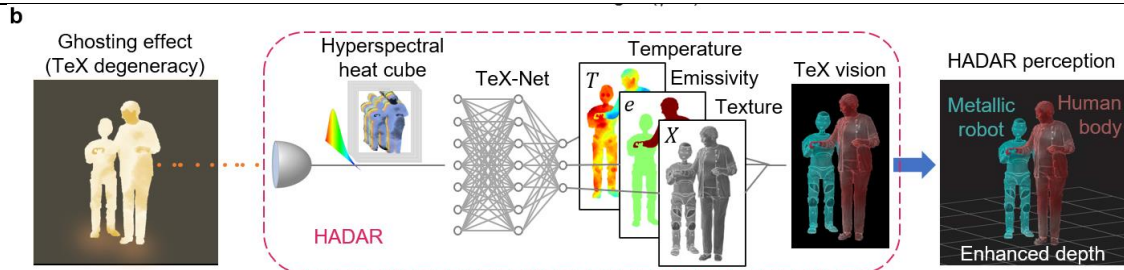 b
Ghosting effect
(TeX degeneracy)
Hyperspectral
heat cube
TeX-Net
Temperature
Emissivity
Texture
T
e
X
HADAR
TeX vision
HADAR perception
Metallic
robot
Human
body
Enhanced depth